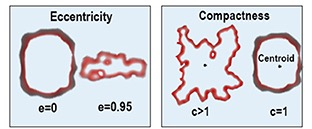 Eccentricity
e=0
e=0.95
Compactness
Centroid
c>1
c=1